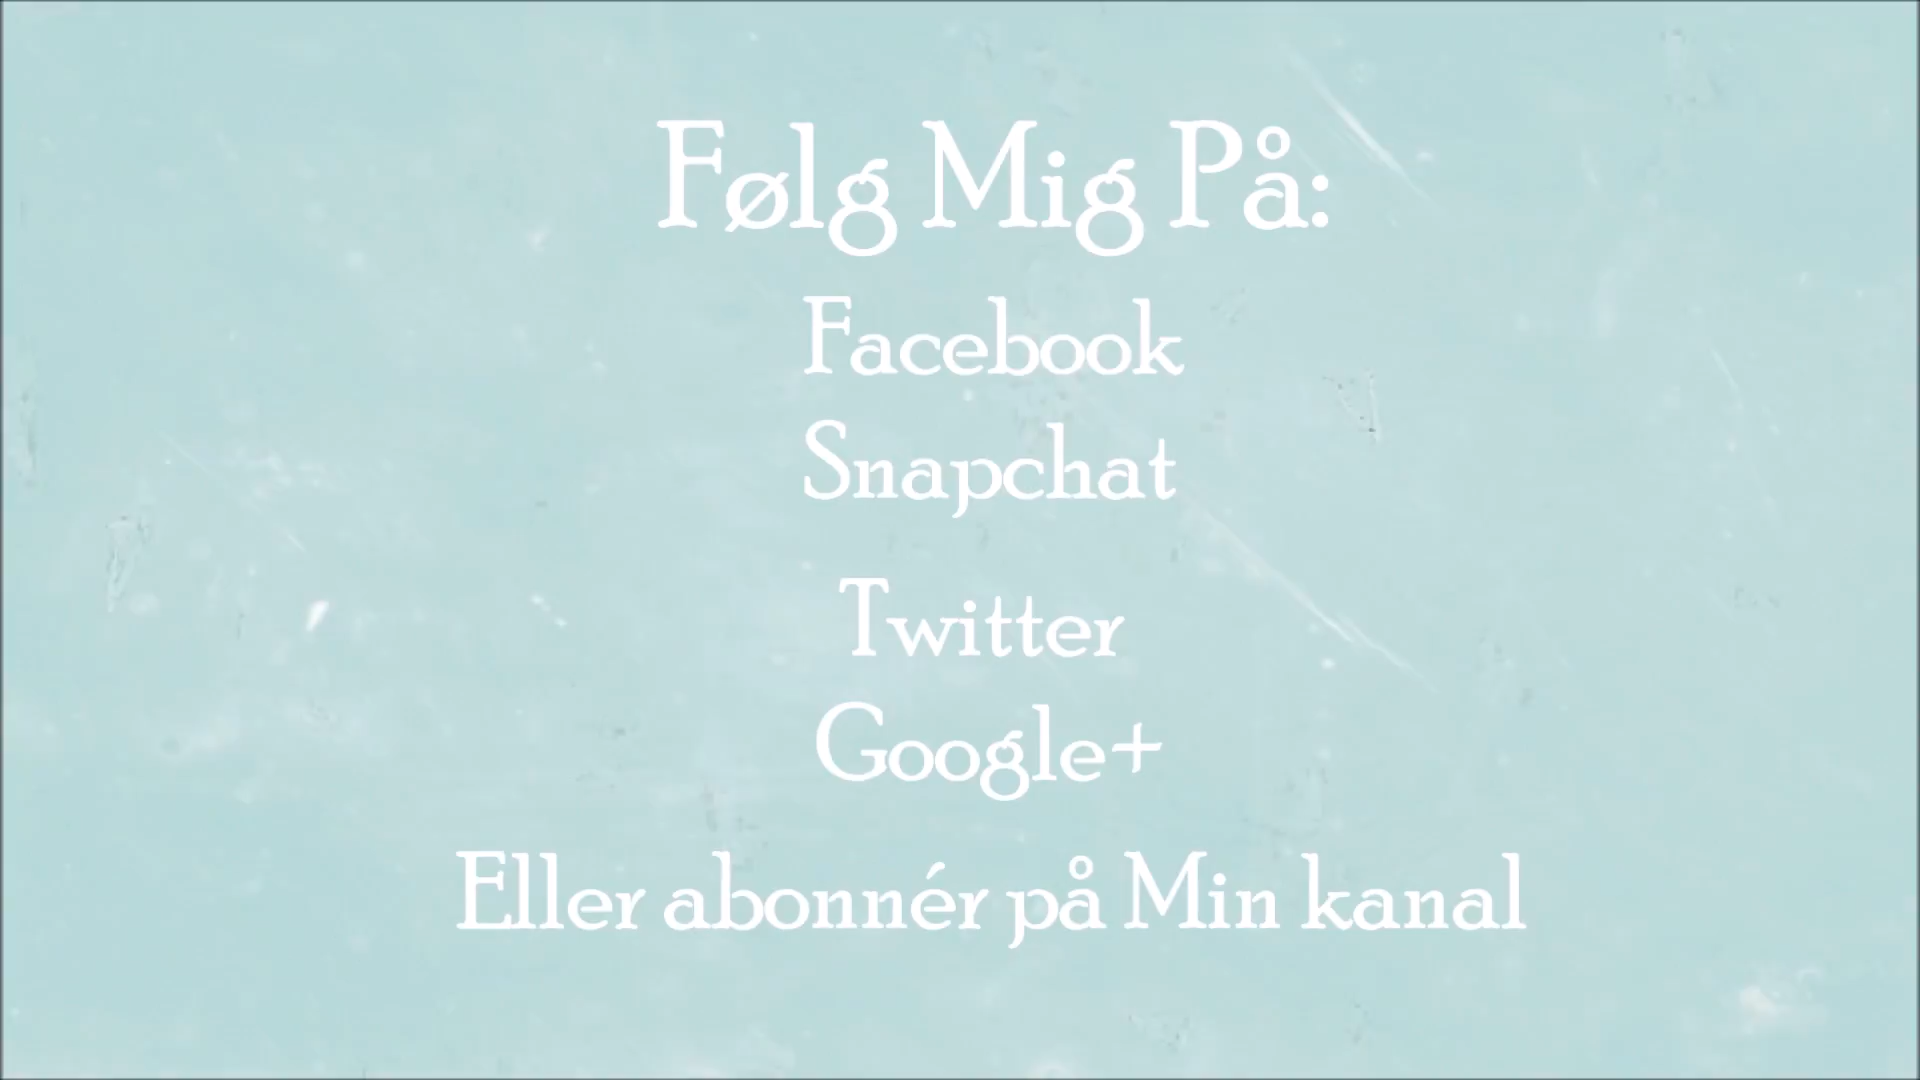 Følg Mig På:
Facebook
Snapchat
Twitter
Google+
Eller abonnér på Min kanal